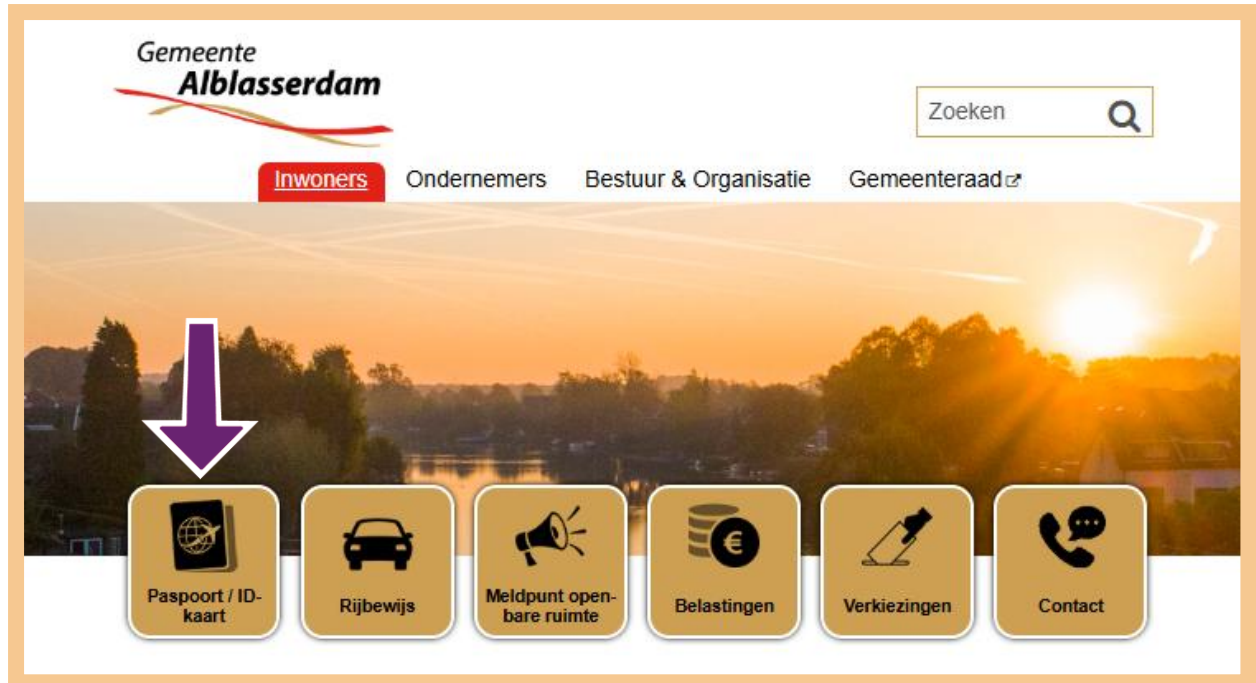 Gemeente
Alblasserdam
Zoeken
Inwoners Ondernemers Bestuur & Organisatie Gemeenteraad
Paspoort / ID-
kaart
Rijbewijs
Meldpunt open-
bare ruimte
Belastingen
Verkiezingen
Contact